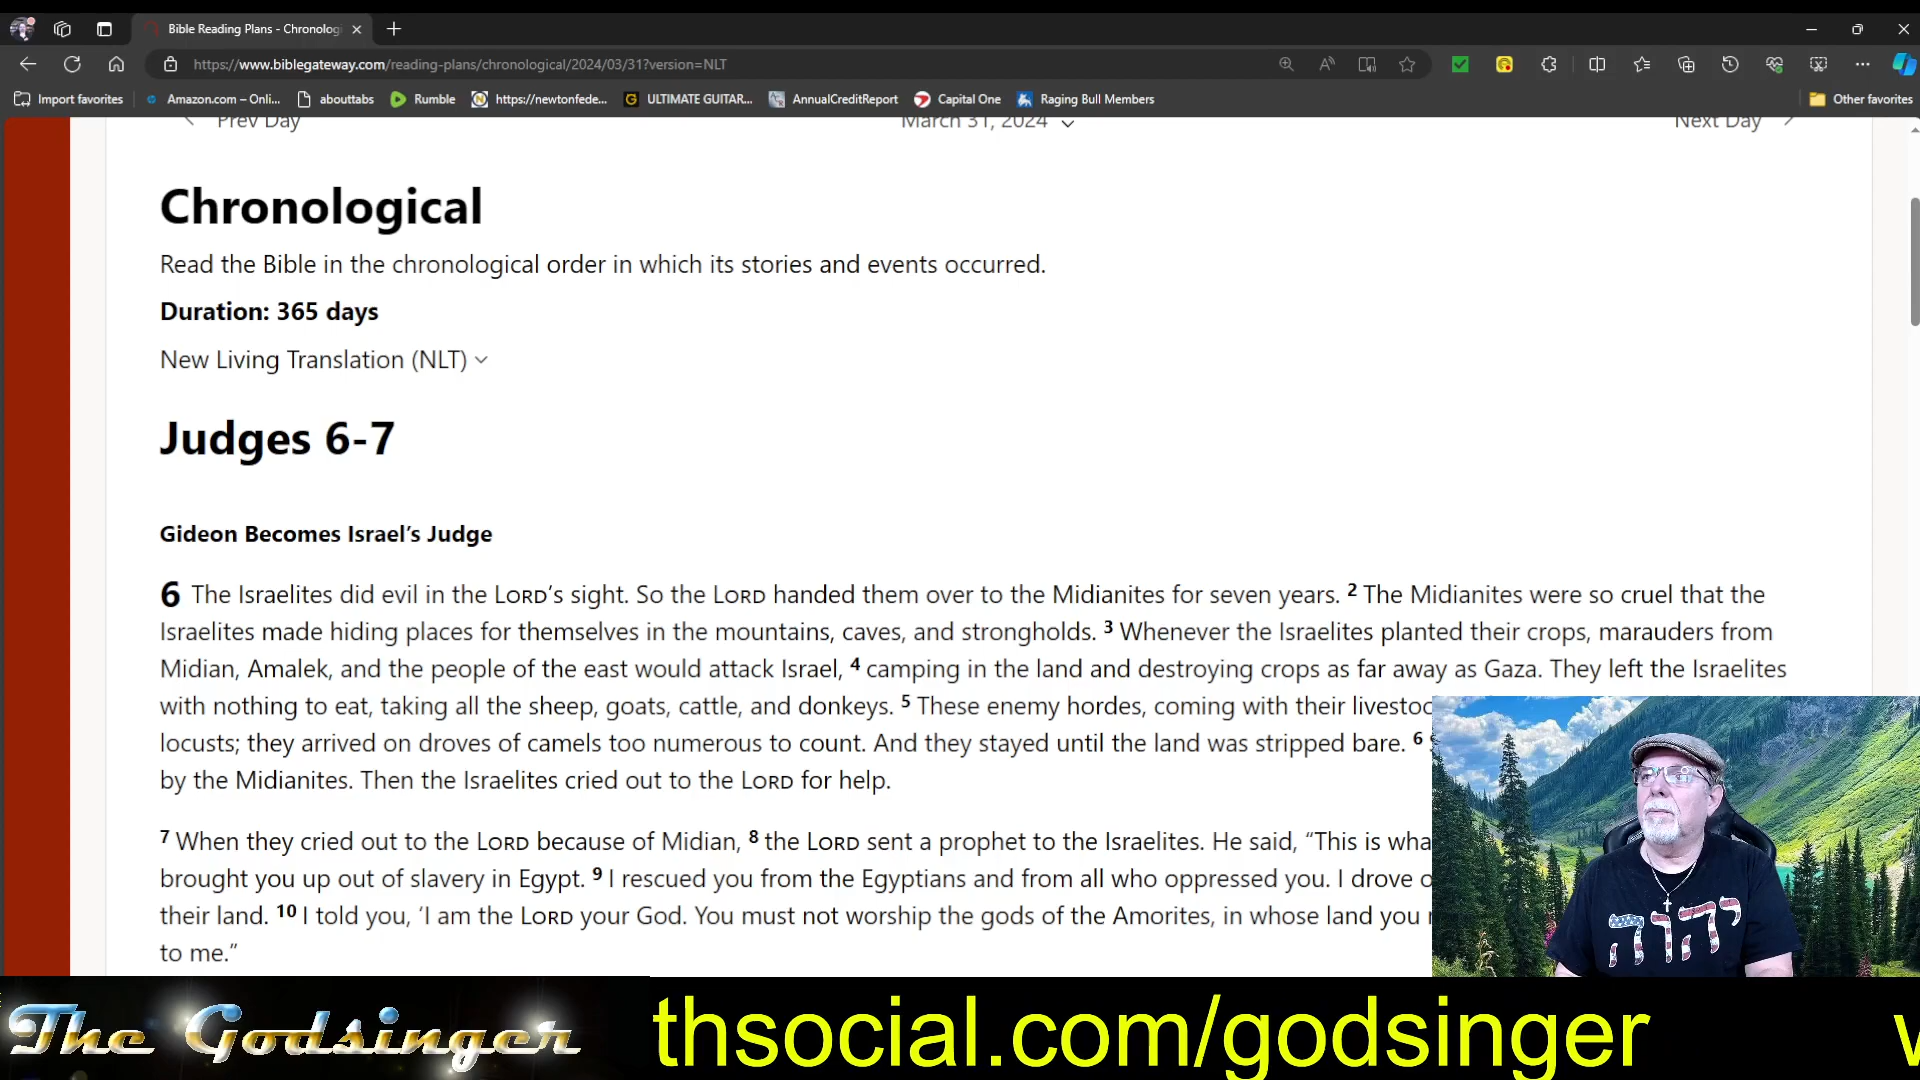 Bible Reading Plans - Chronologi
https://www.biblegateway.com/reading-plans/chronological/2024/03/31?version=NLT
Import favorites Amazon.com – Onli... abouttabs Rumble https://newtonfede... ULTIMATE GUITAR... AnnualCreditReport Capital One Raging Bull Members Other favorites
Prev Day March 31, 2024 Next Day
Chronological
Read the Bible in the chronological order in which its stories and events occurred.
Duration: 365 days
New Living Translation (NLT)
Judges 6-7
Gideon Becomes Israel’s Judge
6 The Israelites did evil in the LORD’s sight. So the LORD handed them over to the Midianites for seven years. 2 The Midianites were so cruel that the
Israelites made hiding places for themselves in the mountains, caves, and strongholds. 3 Whenever the Israelites planted their crops, marauders from
Midian, Amalek, and the people of the east would attack Israel, 4 camping in the land and destroying crops as far away as Gaza. They left the Israelites
with nothing to eat, taking all the sheep, goats, cattle, and donkeys. 5 These enemy hordes, coming with their livestoc
locusts; they arrived on droves of camels too numerous to count. And they stayed until the land was stripped bare. 6
by the Midianites. Then the Israelites cried out to the LORD for help.
7 When they cried out to the LORD because of Midian, 8 the LORD sent a prophet to the Israelites. He said, “This is wha
brought you up out of slavery in Egypt. 9 I rescued you from the Egyptians and from all who oppressed you. I drove o
their land. 10 I told you, ‘I am the LORD your God. You must not worship the gods of the Amorites, in whose land you
to me.”
יהוה
The Godsinger thsocial.com/godsinger